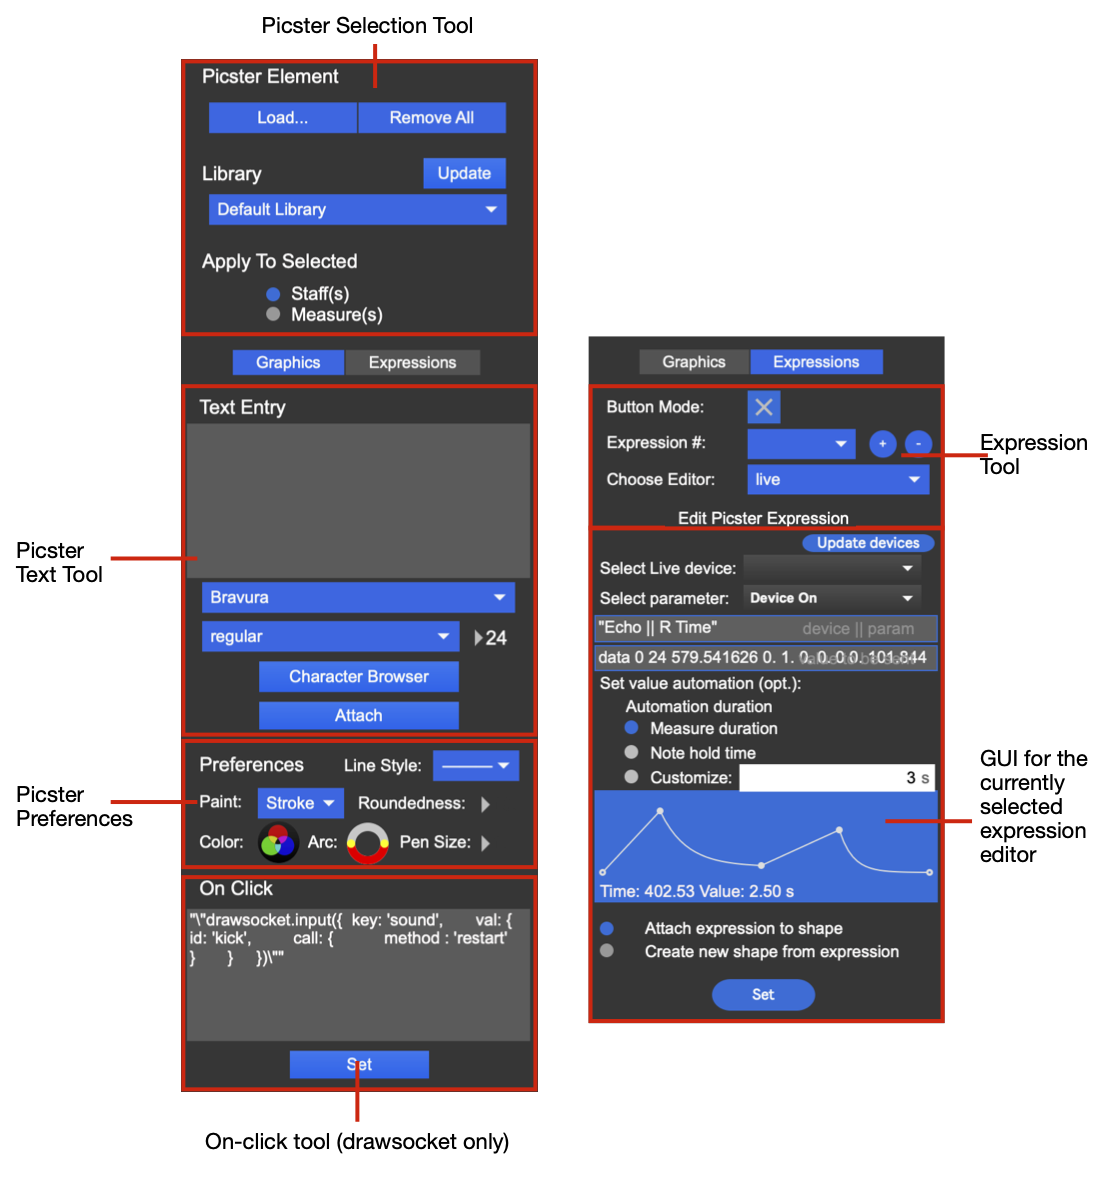 Picster Selection Tool
Picster Element
Load...
Remove All
Library
Update
Default Library
Apply To Selected
Staff(s)
Measure(s)
Graphics
Expressions
Text Entry
Picster
Text Tool
Bravura
regular
24
Character Browser
Attach
Preferences
Line Style:
Picster
Preferences
Paint:
Stroke
Roundedness:
Color:
Arc:
Pen Size:
On Click
"\"drawsocket.input({ key: 'sound', val: {
id: 'kick', call: { method : 'restart'
} } })\""
Set
On-click tool (drawsocket only)
Graphics
Expressions
Button Mode:
Expression #:
+
-
Choose Editor:
live
Edit Picster Expression
Expression
Tool
Update devices
Select Live device:
Select parameter:
Device On
"Echo || R Time"
device || param
data 0 24 579.541626 0. 1. 0. 0. 0. 0.0. 101.844
value to be sent
Set value automation (opt.):
Automation duration
Measure duration
Note hold time
Customize:
3 s
Time: 402.53 Value: 2.50 s
GUI for the
currently
selected
expression
editor
Attach expression to shape
Create new shape from expression
Set